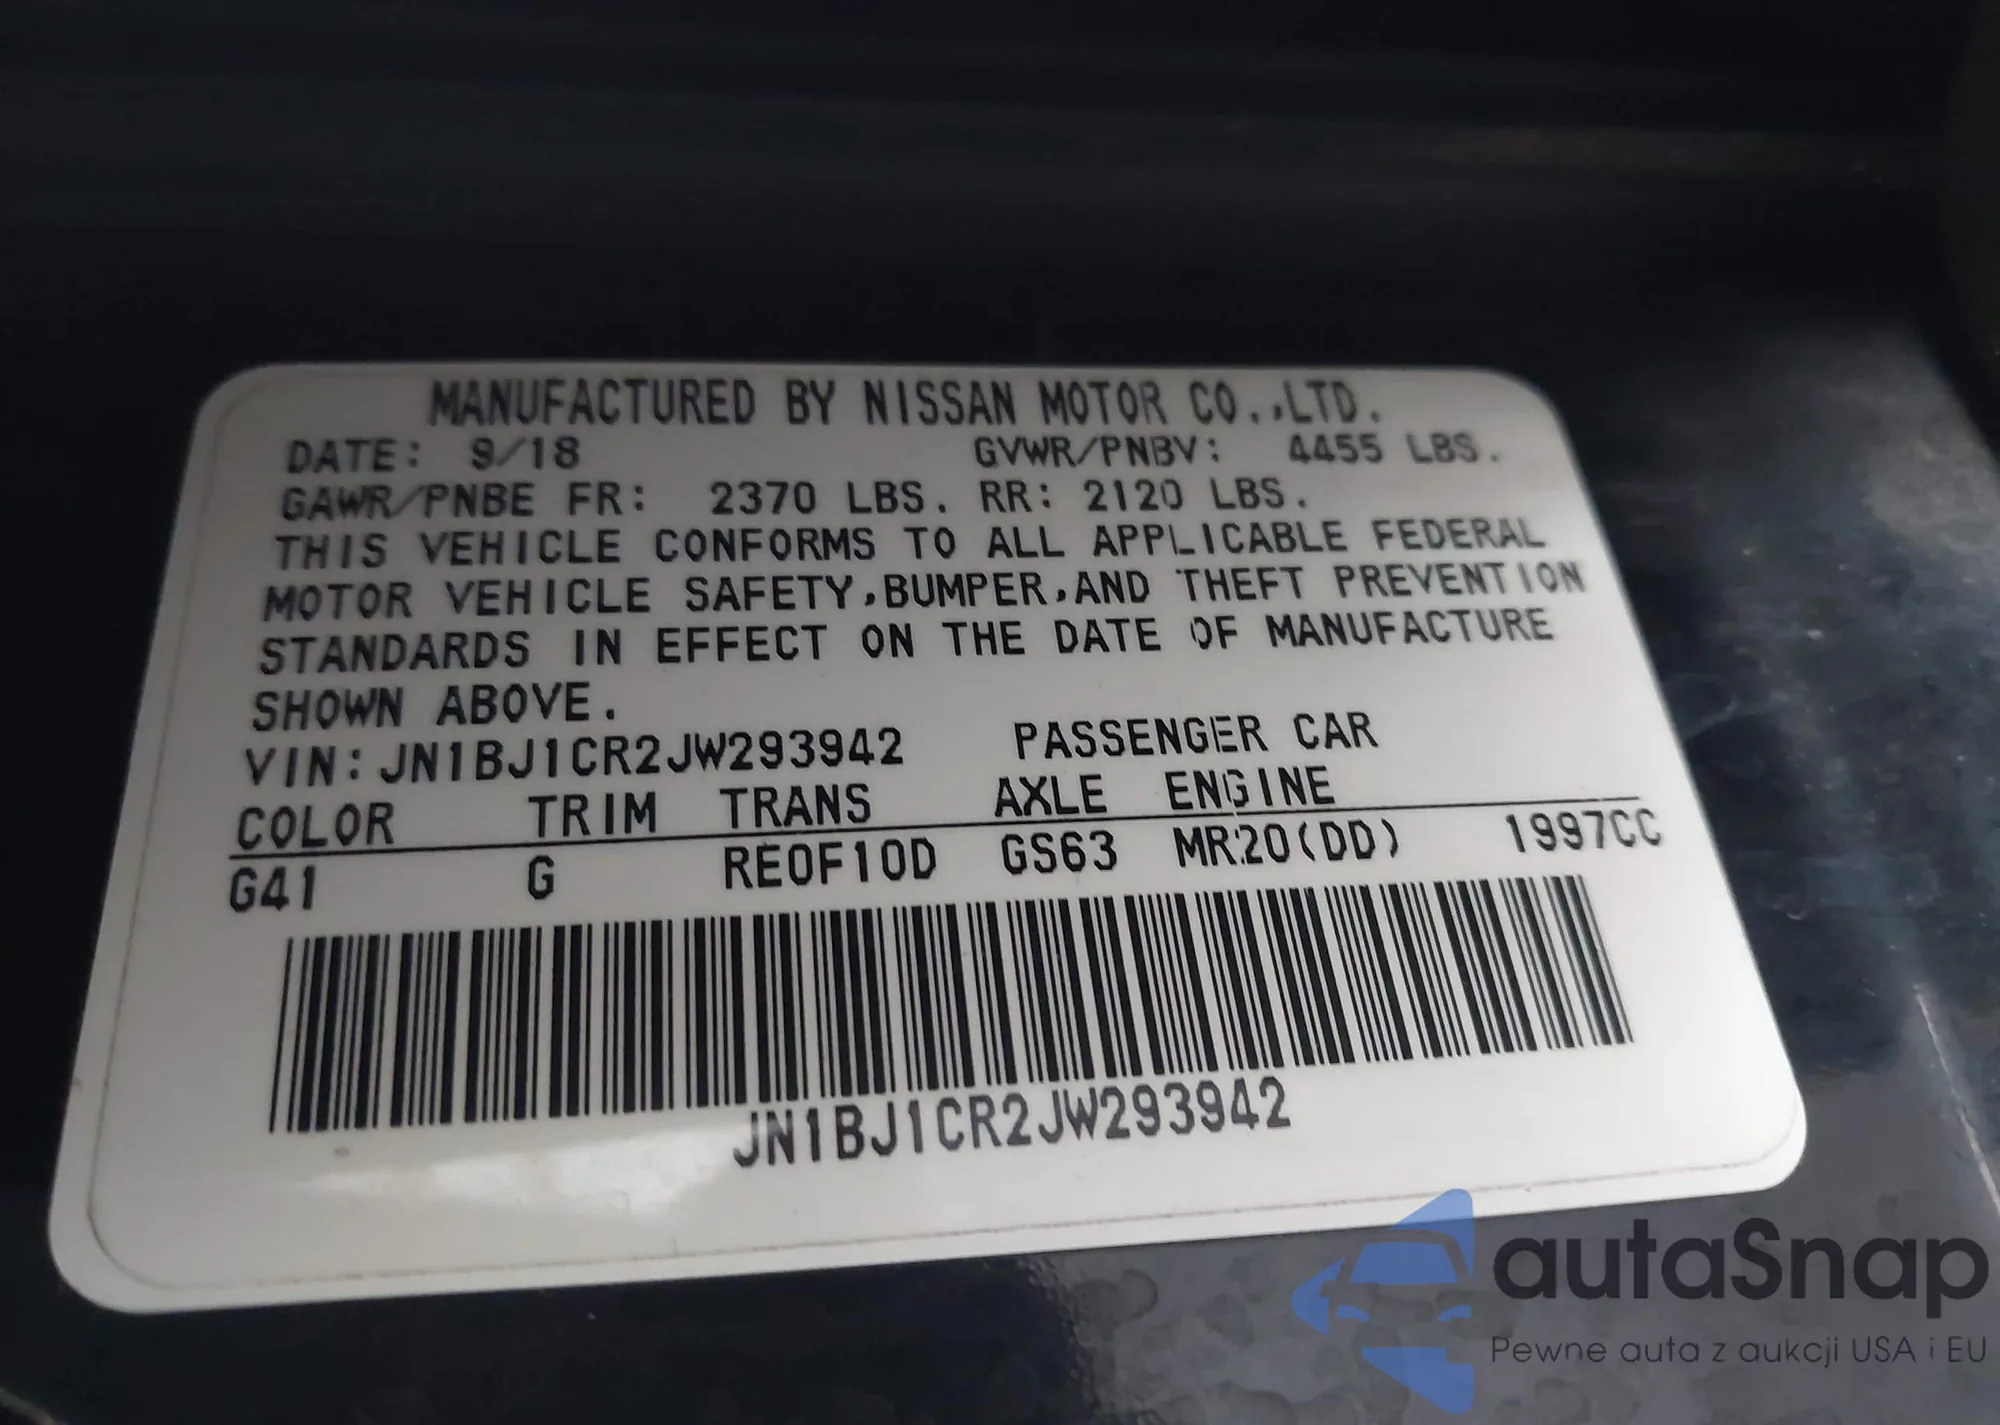 MANUFACTURED BY NISSAN MOTOR CO.,LTD.
DATE: 9/18 GVWR/PNBV: 4455 LBS.
GAWR/PNBE FR: 2370 LBS. RR: 2120 LBS.
THIS VEHICLE CONFORMS TO ALL APPLICABLE FEDERAL
MOTOR VEHICLE SAFETY,BUMPER,AND THEFT PREVENTION
STANDARDS IN EFFECT ON THE DATE OF MANUFACTURE
SHOWN ABOVE.
VIN:JN1BJ1CR2JW293942 PASSENGER CAR
COLOR TRIM TRANS AXLE ENGINE
G41 G RE0F10D GS63 MR20(DD) 1997CC
JN1BJ1CR2JW293942
autaSnap
Pewne auta z aukcji USA i EU